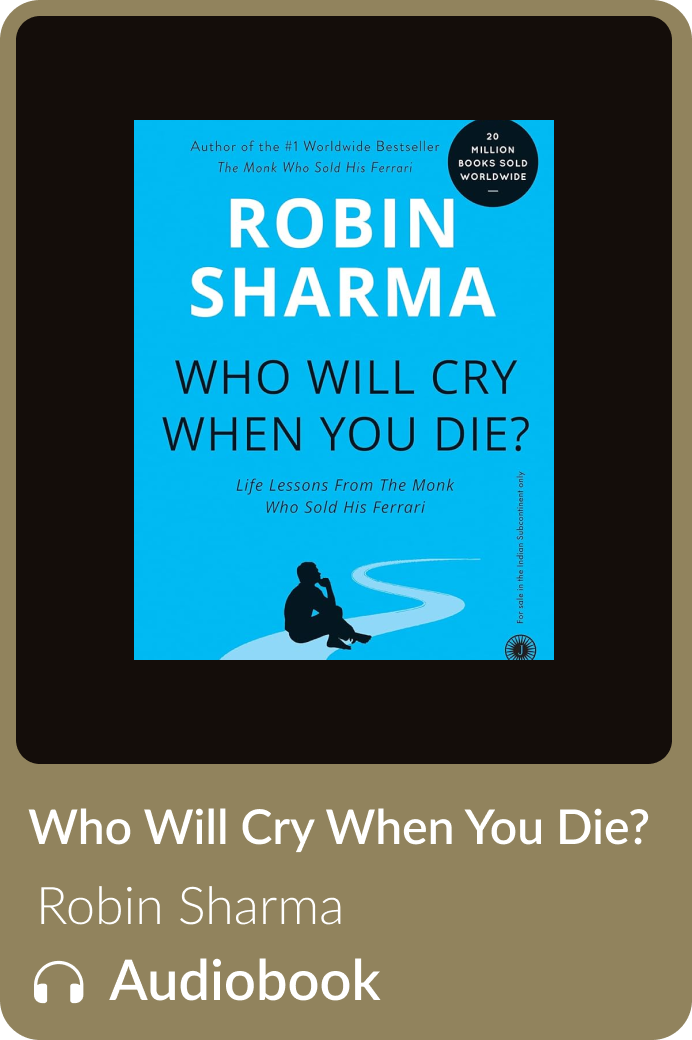 Author of the #1 Worldwide Bestseller
The Monk Who Sold His Ferrari
20
MILLION
BOOKS SOLD
WORLDWIDE
ROBIN
SHARMA
WHO WILL CRY
WHEN YOU DIE?
Life Lessons From The Monk
Who Sold His Ferrari
For sale in the Indian Subcontinent only
J
Who Will Cry When You Die?
Robin Sharma
Audiobook